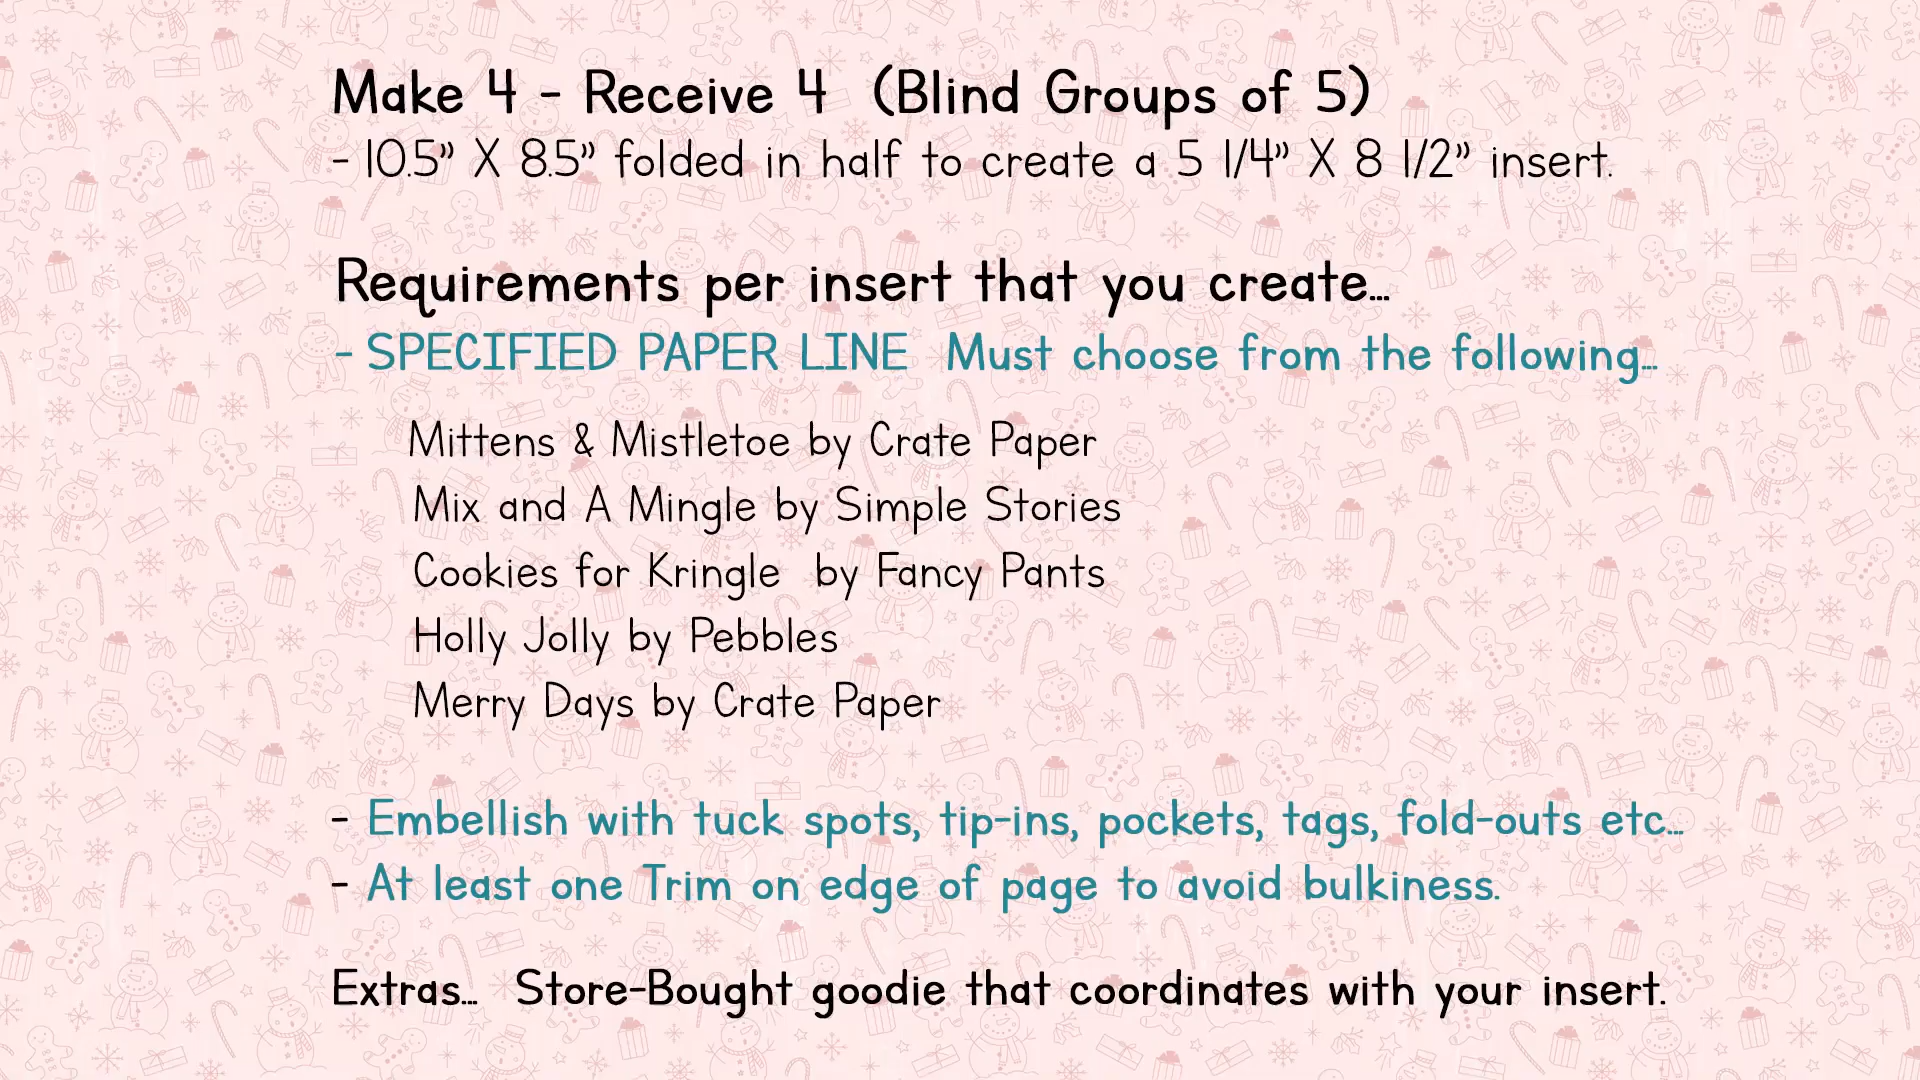 Make 4 - Receive 4 (Blind Groups of 5)
- 10.5” X 8.5” folded in half to create a 5 1/4” X 8 1/2” insert.
Requirements per insert that you create...
- SPECIFIED PAPER LINE Must choose from the following...
Mittens & Mistletoe by Crate Paper
Mix and A Mingle by Simple Stories
Cookies for Kringle by Fancy Pants
Holly Jolly by Pebbles
Merry Days by Crate Paper
- Embellish with tuck spots, tip-ins, pockets, tags, fold-outs etc...
- At least one Trim on edge of page to avoid bulkiness.
Extras... Store-Bought goodie that coordinates with your insert.